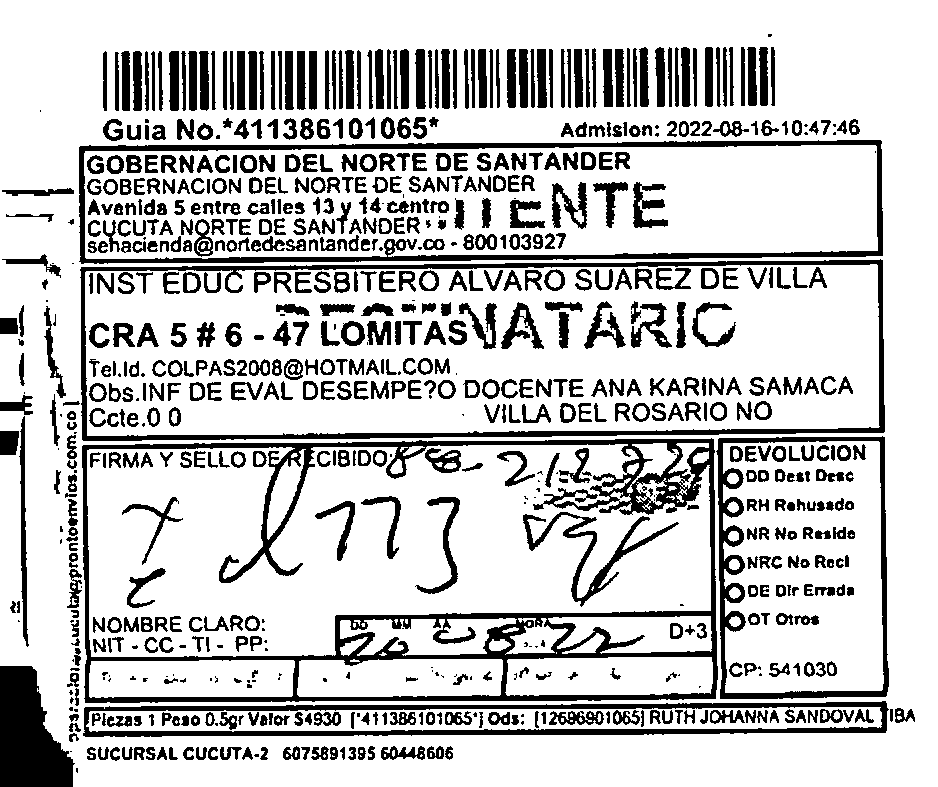 Guia No.*411386101065*
Admision: 2022-08-16-10:47:46
GOBERNACION DEL NORTE DE SANTANDER
GOBERNACION DEL NORTE DE SANTANDER
Avenida 5 entre calles 13 y 14 centro
CUCUTA NORTE DE SANTANDER
sehacienda@nortedesantander.gov.co - 800103927
INST EDUC PRESBITERO ALVARO SUAREZ DE VILLA
CRA 5 # 6 - 47 LOMITAS
Tel.Id. COLPAS2008@HOTMAIL.COM
Obs.INF DE EVAL DESEMPE?O DOCENTE ANA KARINA SAMACA
Ccte.0 0 VILLA DEL ROSARIO NO
FIRMA Y SELLO DE RECIBIDO:
NOMBRE CLARO:
NIT - CC - TI - PP:
DD MM AA HORA
20 08 22
D+3
DEVOLUCION
DD Dest Desc
RH Rehusado
NR No Reside
NRC No Recl
DE Dir Errada
OT Otros
CP: 541030
Piezas 1 Peso 0.5gr Valor $4930 [*411386101065*] Ods: [12696901065] RUTH JOHANNA SANDOVAL
SUCURSAL CUCUTA-2 6075891395 60448606